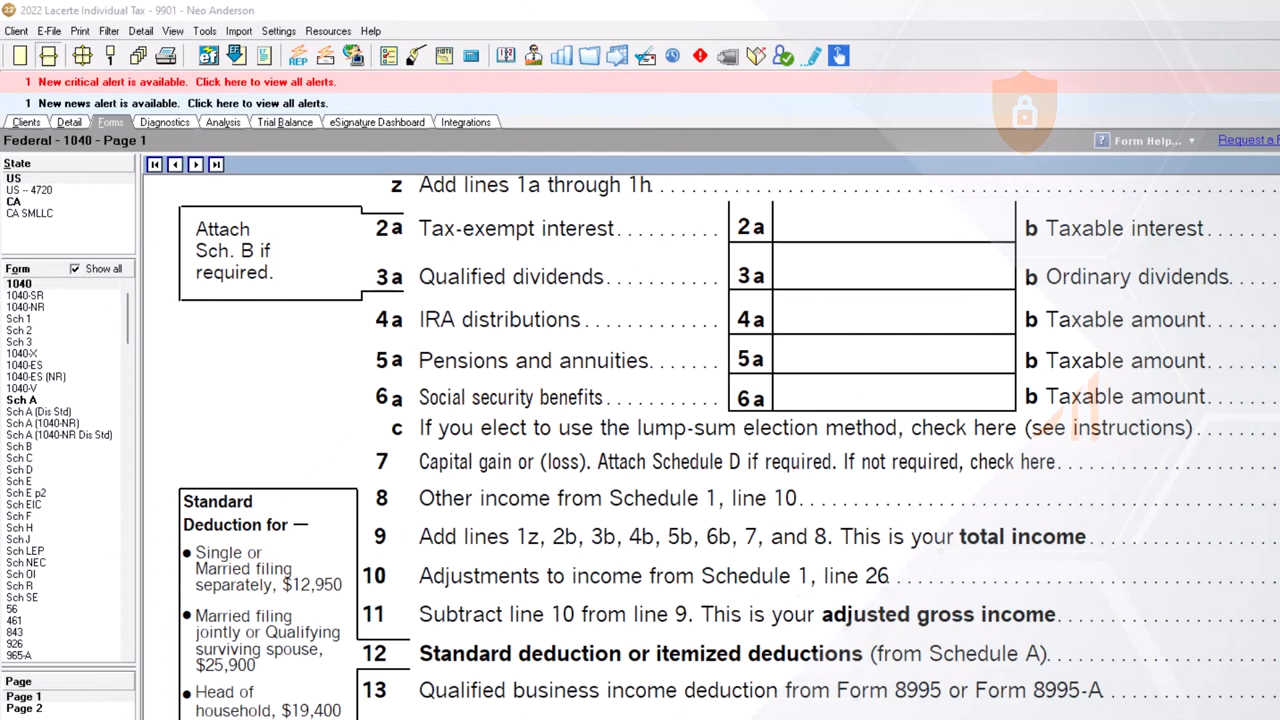 2022 Lacerte Individual Tax - 9901 - Neo Anderson
Client E-File Print Filter Detail View Tools Import Settings Resources Help
1 New critical alert is available. Click here to view all alerts.
1 New news alert is available. Click here to view all alerts.
Clients Detail Forms Diagnostics Analysis Trial Balance eSignature Dashboard Integrations
Federal - 1040 - Page 1
Form Help...
State
US
US -- 4720
CA
CA SMLLC
Form Show all
1040
1040-SR
1040-NR
Sch 1
Sch 2
Sch 3
1040-X
1040-ES
1040-ES (NR)
1040-V
Sch A
Sch A (Dis Std)
Sch A (1040-NR)
Sch A (1040-NR Dis Std)
Sch B
Sch C
Sch D
Sch E
Sch E p2
Sch EIC
Sch F
Sch H
Sch J
Sch LEP
Sch NEC
Sch OI
Sch R
Sch SE
56
461
843
926
965-A
Page
Page 1
Page 2
z Add lines 1a through 1h
Attach
Sch. B if
required.
2a Tax-exempt interest 2a b Taxable interest
3a Qualified dividends 3a b Ordinary dividends
4a IRA distributions 4a b Taxable amount
5a Pensions and annuities 5a b Taxable amount
6a Social security benefits 6a b Taxable amount
c If you elect to use the lump-sum election method, check here (see instructions)
7 Capital gain or (loss). Attach Schedule D if required. If not required, check here
8 Other income from Schedule 1, line 10
9 Add lines 1z, 2b, 3b, 4b, 5b, 6b, 7, and 8. This is your total income
10 Adjustments to income from Schedule 1, line 26
11 Subtract line 10 from line 9. This is your adjusted gross income
12 Standard deduction or itemized deductions (from Schedule A)
13 Qualified business income deduction from Form 8995 or Form 8995-A
Standard
Deduction for —
● Single or
Married filing
separately, $12,950
● Married filing
jointly or Qualifying
surviving spouse,
$25,900
● Head of
household, $19,400